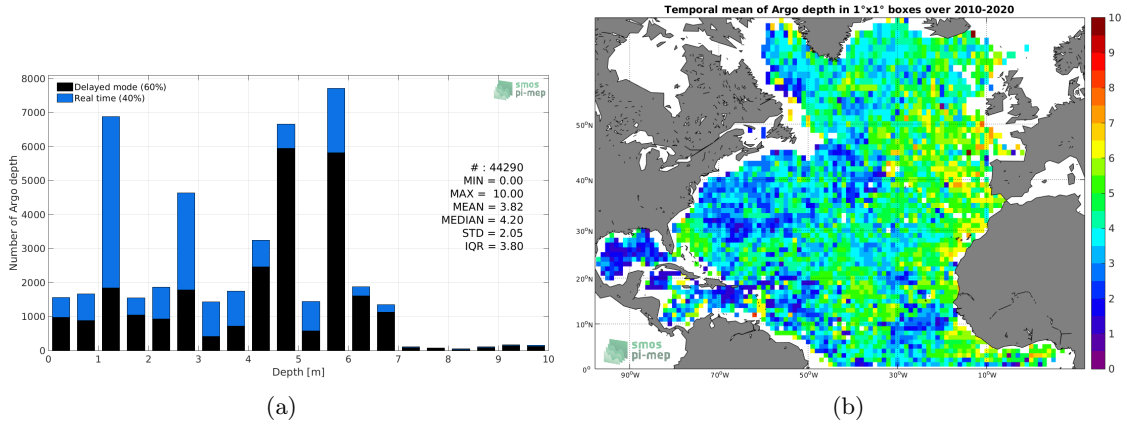 8000
7000
6000
5000
4000
3000
2000
1000
0
Number of Argo depth
Delayed mode (60%)
Real time (40%)
smos
pi-mep
# : 44290
MIN = 0.00
MAX = 10.00
MEAN = 3.82
MEDIAN = 4.20
STD = 2.05
IQR = 3.80
0 1 2 3 4 5 6 7 8 9 10
Depth [m]
(a)
Temporal mean of Argo depth in 1°x1° boxes over 2010-2020
50°N
40°N
30°N
20°N
10°N
0°
smos
pi-mep
90°W 70°W 50°W 30°W 10°W
10
9
8
7
6
5
4
3
2
1
0
(b)